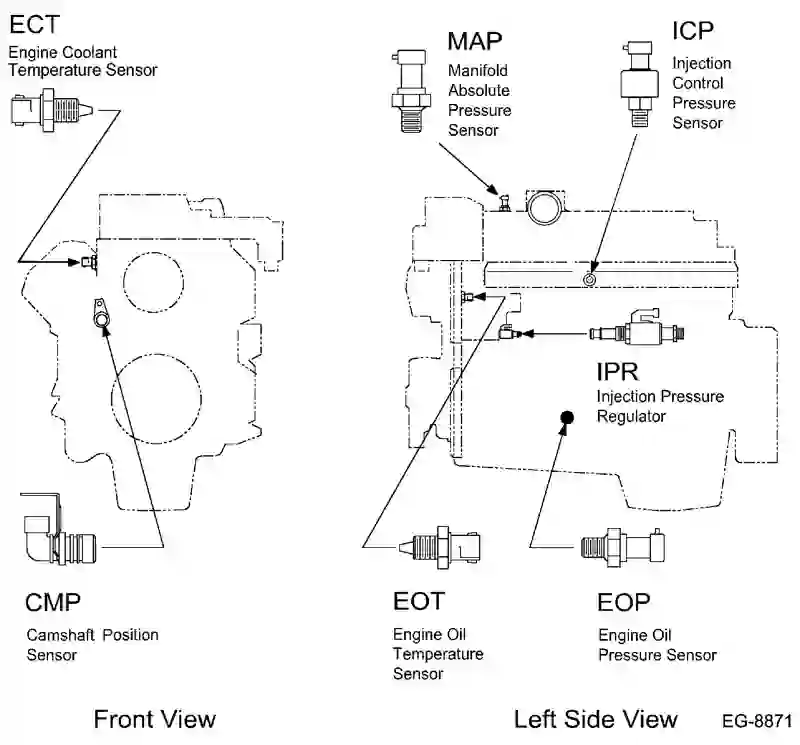 ECT
Engine Coolant
Temperature Sensor
MAP
Manifold
Absolute
Pressure
Sensor
ICP
Injection
Control
Pressure
Sensor
IPR
Injection Pressure
Regulator
CMP
Camshaft Position
Sensor
EOT
Engine Oil
Temperature
Sensor
EOP
Engine Oil
Pressure Sensor
Front View
Left Side View
EG-8871